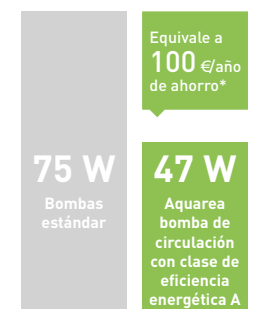 Equivale a
100 €/año
de ahorro*
75 W
Bombas
estándar
47 W
Aquarea
bomba de
circulación
con clase de
eficiencia
energética A